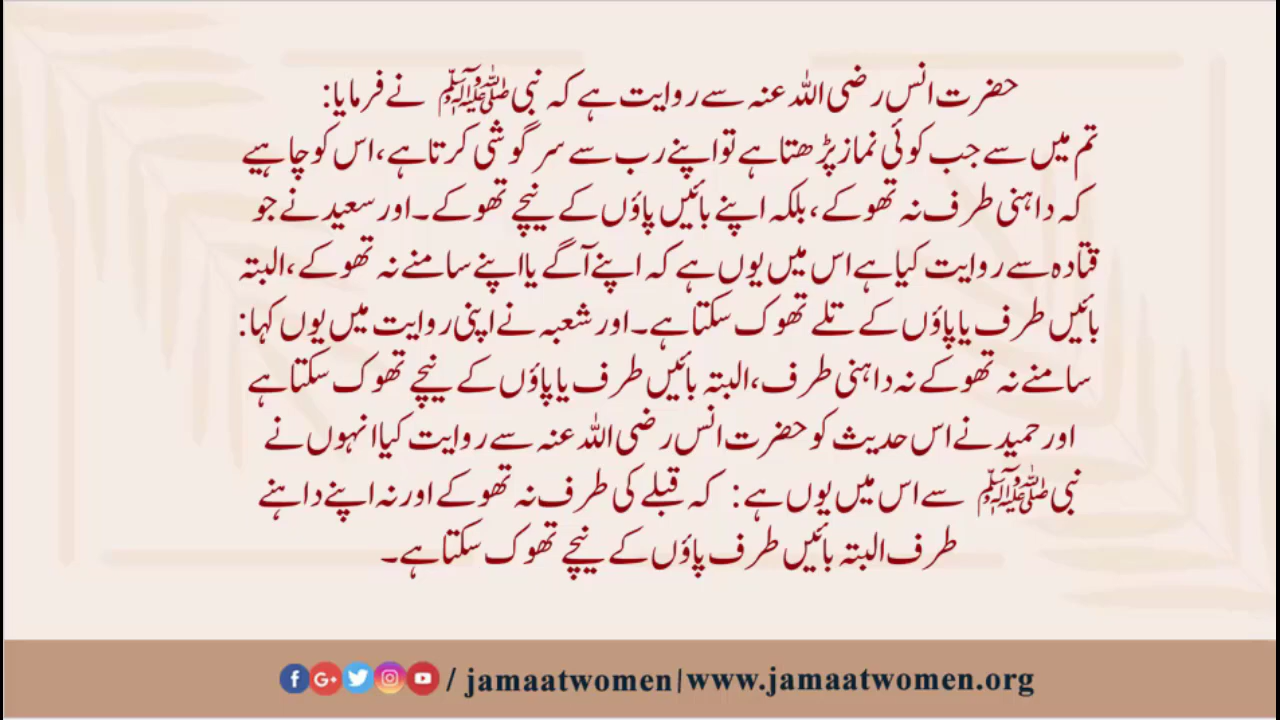 حضرت انس رضی اللہ عنہ سے روایت ہے کہ نبی ﷺ نے فرمایا:
تم میں سے جب کوئی نماز پڑھتا ہے تو اپنے رب سے سرگوشی کرتا ہے، اس کو چاہیے
کہ داہنی طرف نہ تھوکے، بلکہ اپنے بائیں پاؤں کے نیچے تھوکے۔ اور سعید نے جو
قتادہ سے روایت کیا ہے اس میں یوں ہے کہ اپنے آگے یا اپنے سامنے نہ تھوکے، البتہ
بائیں طرف یا پاؤں کے تلے تھوک سکتا ہے۔ اور شعبہ نے اپنی روایت میں یوں کہا:
سامنے نہ تھوکے نہ داہنی طرف، البتہ بائیں طرف یا پاؤں کے نیچے تھوک سکتا ہے
اور حمید نے اس حدیث کو حضرت انس رضی اللہ عنہ سے روایت کیا انہوں نے
نبی ﷺ سے اس میں یوں ہے: کہ قبلے کی طرف نہ تھوکے اور نہ اپنے داہنے
طرف البتہ بائیں طرف پاؤں کے نیچے تھوک سکتا ہے۔
/ jamaatwomen|www.jamaatwomen.org